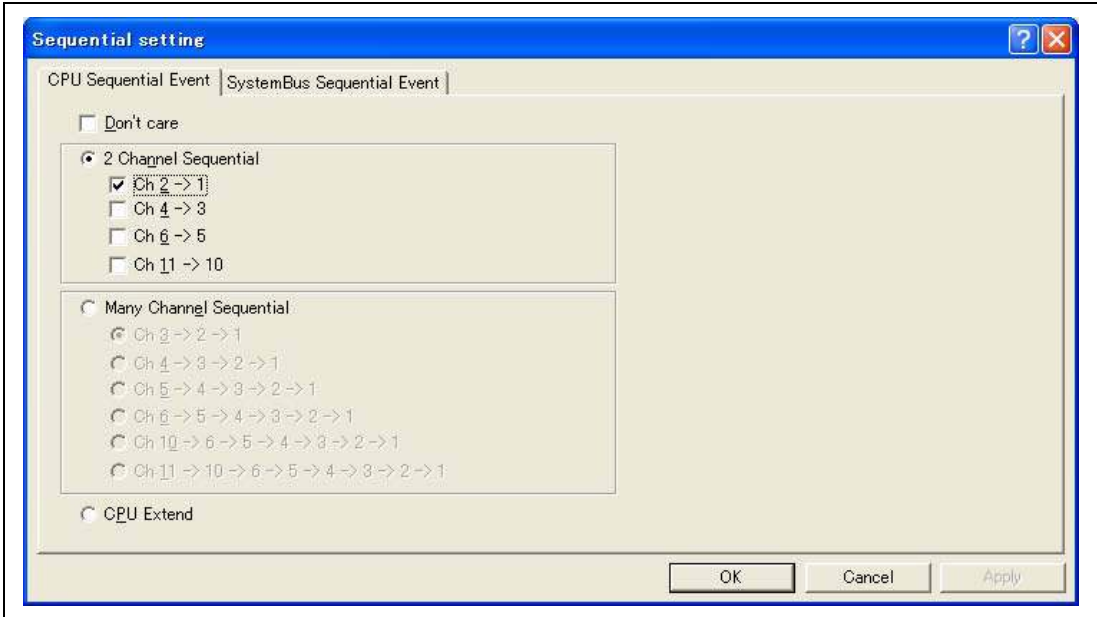 Sequential setting
CPU Sequential Event
SystemBus Sequential Event
Don't care
2 Channel Sequential
Ch 2 -> 1
Ch 4 -> 3
Ch 6 -> 5
Ch 11 -> 10
Many Channel Sequential
Ch 3 -> 2 -> 1
Ch 4 -> 3 -> 2 -> 1
Ch 5 -> 4 -> 3 -> 2 -> 1
Ch 6 -> 5 -> 4 -> 3 -> 2 -> 1
Ch 10 -> 6 -> 5 -> 4 -> 3 -> 2 -> 1
Ch 11 -> 10 -> 6 -> 5 -> 4 -> 3 -> 2 -> 1
CPU Extend
OK
Cancel
Apply